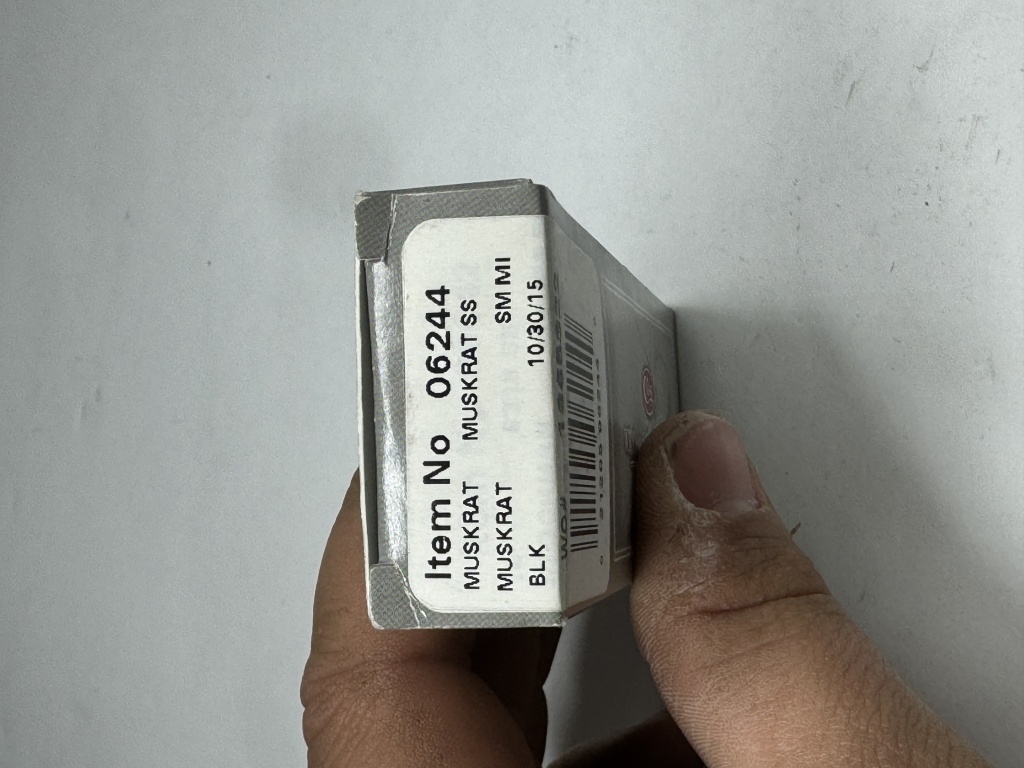 Item No 06244
MUSKRAT MUSKRAT SS
MUSKRAT SM MI
BLK 10/30/15